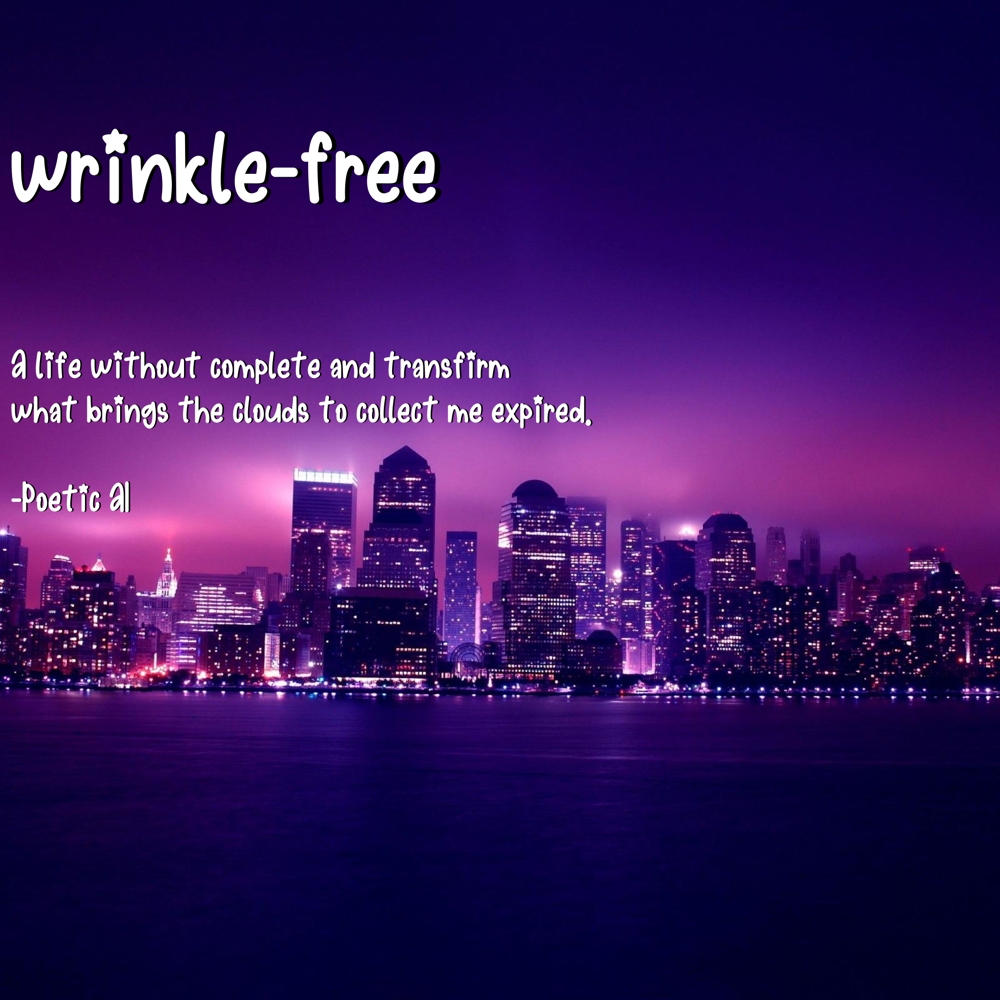 wrinkle-free
A life without complete and transfirm
what brings the clouds to collect me expired.
-Poetic Al